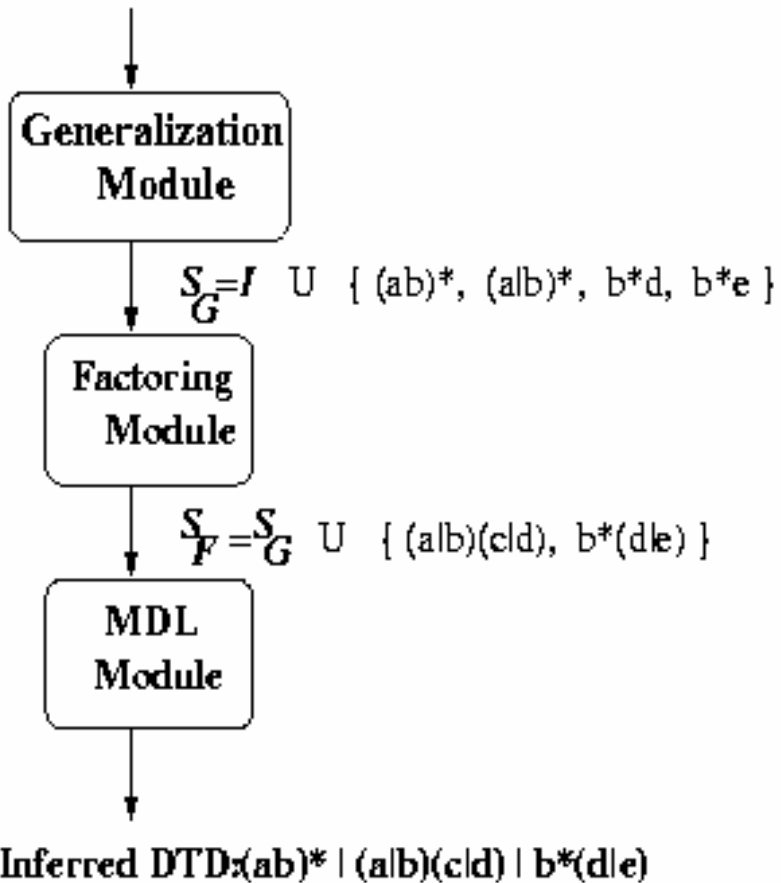 Generalization
Module
S_G=I U { (ab)*, (a|b)*, b*d, b*e }
Factoring
Module
S_F=S_G U { (a|b)(c|d), b*(d|e) }
MDL
Module
Inferred DTD:(ab)* | (a|b)(c|d) | b*(d|e)